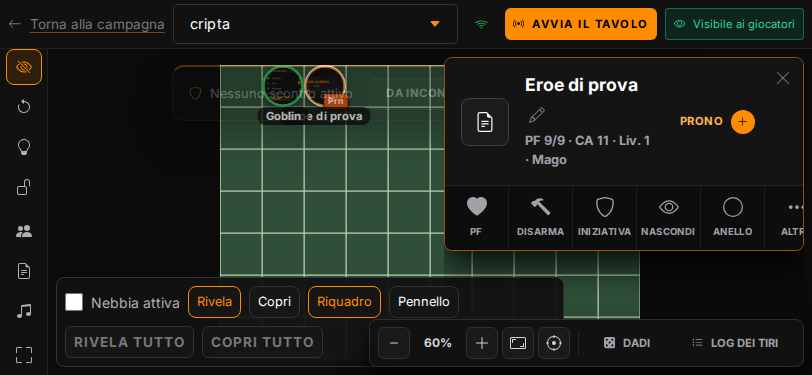 Torna alla campagna
cripta
AVVIA IL TAVOLO
Visibile ai giocatori
Nessuno scontro attivo
DA INCON
Prn
Goblin e di prova
Eroe di prova
PRONO
PF 9/9 · CA 11 · Liv. 1
· Mago
PF
DISARMA
INIZIATIVA
NASCONDI
ANELLO
ALTR
Nebbia attiva
Rivela
Copri
Riquadro
Pennello
RIVELA TUTTO
COPRI TUTTO
60%
DADI
LOG DEI TIRI